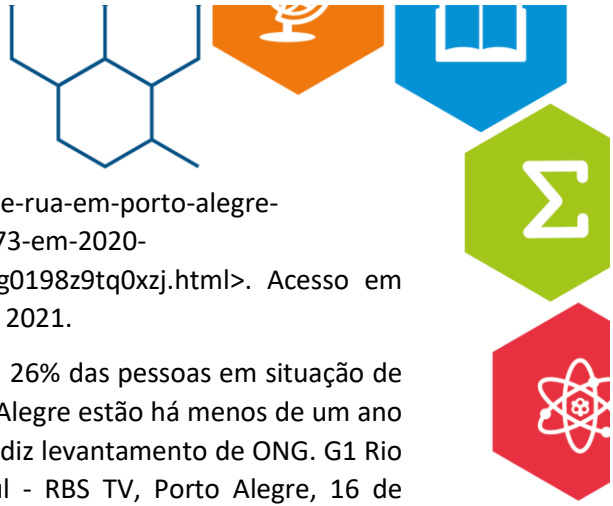 e-rua-em-porto-alegre-
73-em-2020-
g0198z9tq0xzj.html>. Acesso em
2021.
26% das pessoas em situação de
Alegre estão há menos de um ano
diz levantamento de ONG. G1 Rio
l - RBS TV, Porto Alegre, 16 de
Σ